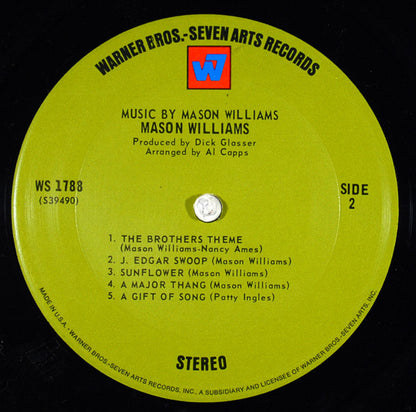 WARNER BROS.-SEVEN ARTS RECORDS
W7
MUSIC BY MASON WILLIAMS
MASON WILLIAMS
Produced by Dick Glasser
Arranged by Al Capps
WS 1788
(S39490)
SIDE
2
1. THE BROTHERS THEME
(Mason Williams-Nancy Ames)
2. J. EDGAR SWOOP (Mason Williams)
3. SUNFLOWER (Mason Williams)
4. A MAJOR THANG (Mason Williams)
5. A GIFT OF SONG (Patty Ingles)
STEREO
MADE IN U.S.A. - WARNER BROS.-SEVEN ARTS RECORDS, INC., A SUBSIDIARY AND LICENSEE OF WARNER BROS.-SEVEN ARTS, INC.